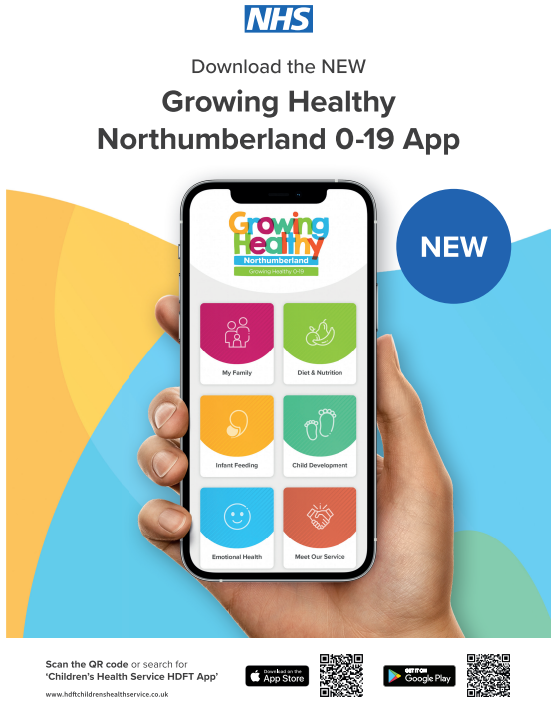 NHS
Download the NEW
Growing Healthy
Northumberland 0-19 App
Growing
Healthy
Northumberland
Growing Healthy 0-19
NEW
My Family
Diet & Nutrition
Infant Feeding
Child Development
Emotional Health
Meet Our Service
Scan the QR code or search for
‘Children’s Health Service HDFT App’
www.hdftchildrenshealthservice.co.uk
Download on the
App Store
GET IT ON
Google Play